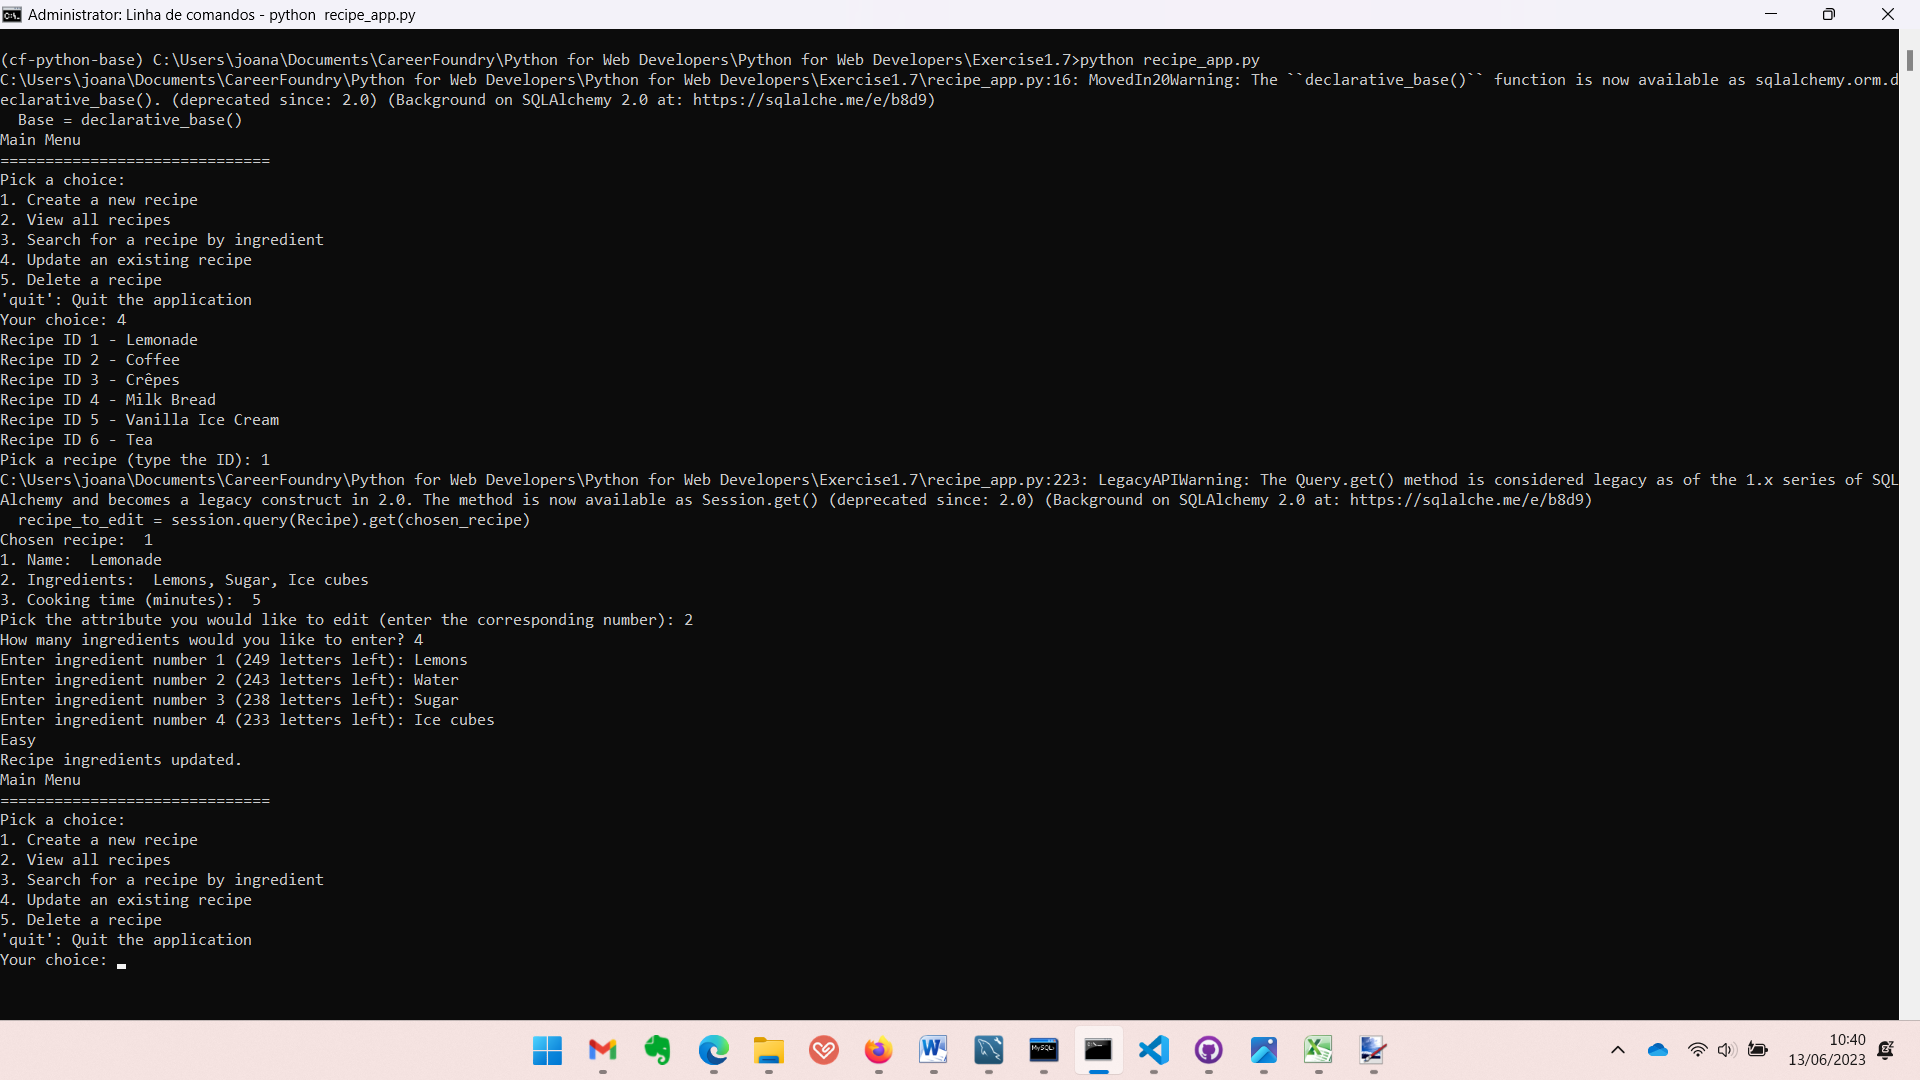 Administrator: Linha de comandos - python  recipe_app.py
(cf-python-base) C:\Users\joana\Documents\CareerFoundry\Python for Web Developers\Python for Web Developers\Exercise1.7>python recipe_app.py
C:\Users\joana\Documents\CareerFoundry\Python for Web Developers\Python for Web Developers\Exercise1.7\recipe_app.py:16: MovedIn20Warning: The ``declarative_base()`` function is now available as sqlalchemy.orm.d
eclarative_base(). (deprecated since: 2.0) (Background on SQLAlchemy 2.0 at: https://sqlalche.me/e/b8d9)
  Base = declarative_base()
Main Menu
==============================
Pick a choice:
1. Create a new recipe
2. View all recipes
3. Search for a recipe by ingredient
4. Update an existing recipe
5. Delete a recipe
'quit': Quit the application
Your choice: 4
Recipe ID 1 - Lemonade
Recipe ID 2 - Coffee
Recipe ID 3 - Crêpes
Recipe ID 4 - Milk Bread
Recipe ID 5 - Vanilla Ice Cream
Recipe ID 6 - Tea
Pick a recipe (type the ID): 1
C:\Users\joana\Documents\CareerFoundry\Python for Web Developers\Python for Web Developers\Exercise1.7\recipe_app.py:223: LegacyAPIWarning: The Query.get() method is considered legacy as of the 1.x series of SQL
Alchemy and becomes a legacy construct in 2.0. The method is now available as Session.get() (deprecated since: 2.0) (Background on SQLAlchemy 2.0 at: https://sqlalche.me/e/b8d9)
  recipe_to_edit = session.query(Recipe).get(chosen_recipe)
Chosen recipe:  1
1. Name:  Lemonade
2. Ingredients:  Lemons, Sugar, Ice cubes
3. Cooking time (minutes):  5
Pick the attribute you would like to edit (enter the corresponding number): 2
How many ingredients would you like to enter? 4
Enter ingredient number 1 (249 letters left): Lemons
Enter ingredient number 2 (243 letters left): Water
Enter ingredient number 3 (238 letters left): Sugar
Enter ingredient number 4 (233 letters left): Ice cubes
Easy
Recipe ingredients updated.
Main Menu
==============================
Pick a choice:
1. Create a new recipe
2. View all recipes
3. Search for a recipe by ingredient
4. Update an existing recipe
5. Delete a recipe
'quit': Quit the application
Your choice:
10:40
13/06/2023